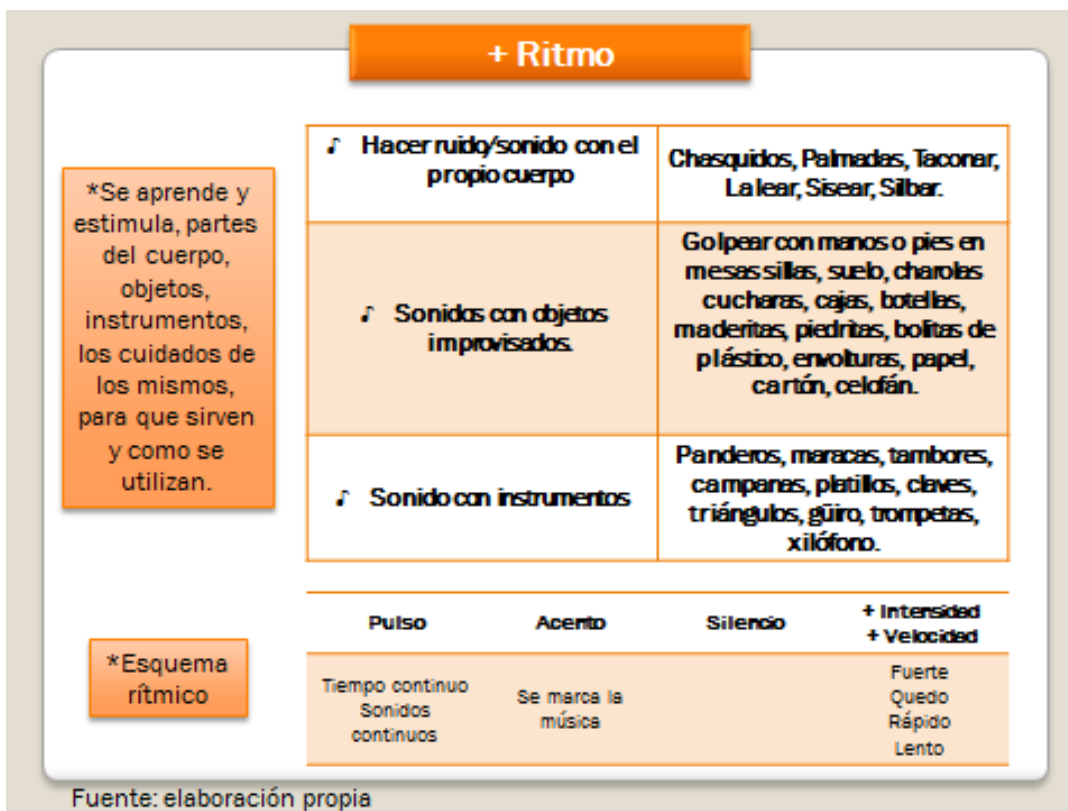 + Ritmo
*Se aprende y
estimula, partes
del cuerpo,
objetos,
instrumentos,
los cuidados de
los mismos,
para que sirven
y como se
utilizan.
♪ Hacer ruido/sonido con el
propio cuerpo
Chasquidos, Palmadas, Taconar,
Lalear, Sisear, Silbar.
♪ Sonidos con objetos
improvisados.
Golpear con manos o pies en
mesas sillas, suelo, charolas
cucharas, cajas, botellas,
maderitas, piedritas, bolitas de
plástico, envolturas, papel,
cartón, celofán.
♪ Sonido con instrumentos
Panderos, maracas, tambores,
campanas, platillos, claves,
triángulos, güiro, trompetas,
xilófono.
*Esquema
rítmico
Pulso
Acento
Silencio
+ Intensidad
+ Velocidad
Tiempo continuo
Sonidos
continuos
Se marca la
música
Fuerte
Quedo
Rápido
Lento
Fuente: elaboración propia